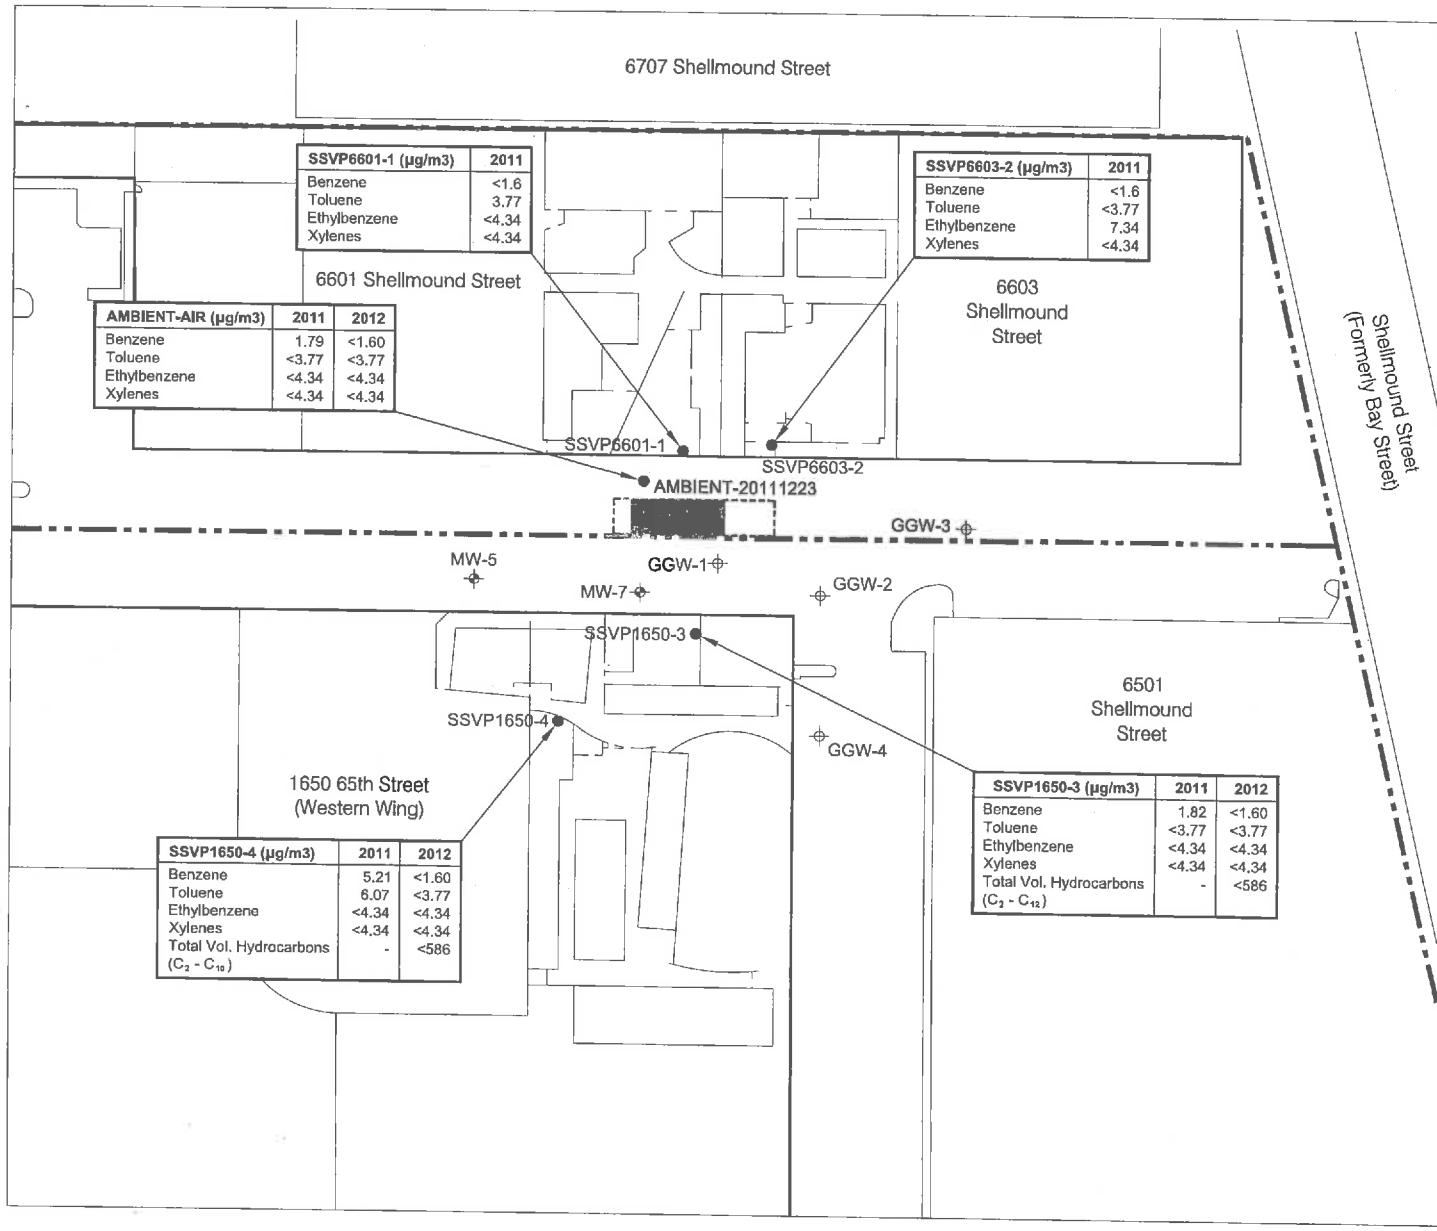 6707 Shellmound Street
SSVP6601-1 (µg/m3) 2011
Benzene <1.6
Toluene 3.77
Ethylbenzene <4.34
Xylenes <4.34
SSVP6603-2 (µg/m3) 2011
Benzene <1.6
Toluene <3.77
Ethylbenzene 7.34
Xylenes <4.34
6601 Shellmound Street
6603
Shellmound
Street
AMBIENT-AIR (µg/m3) 2011 2012
Benzene 1.79 <1.60
Toluene <3.77 <3.77
Ethylbenzene <4.34 <4.34
Xylenes <4.34 <4.34
Shellmound Street
(Formerly Bay Street)
SSVP6601-1
SSVP6603-2
AMBIENT-20111223
GGW-3
MW-5
GGW-1
MW-7
GGW-2
SSVP1650-3
6501
Shellmound
Street
SSVP1650-4
GGW-4
1650 65th Street
(Western Wing)
SSVP1650-3 (µg/m3) 2011 2012
Benzene 1.82 <1.60
Toluene <3.77 <3.77
Ethylbenzene <4.34 <4.34
Xylenes <4.34 <4.34
Total Vol. Hydrocarbons - <586
(C₂ - C₁₂)
SSVP1650-4 (µg/m3) 2011 2012
Benzene 5.21 <1.60
Toluene 6.07 <3.77
Ethylbenzene <4.34 <4.34
Xylenes <4.34 <4.34
Total Vol. Hydrocarbons - <586
(C₂ - C₁₀)